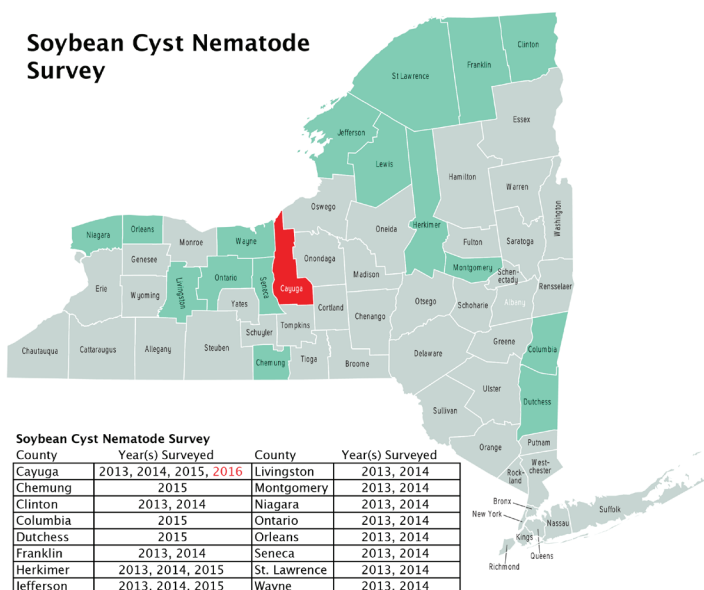 Soybean Cyst Nematode
Survey
Clinton
Franklin
St Lawrence
Essex
Jefferson
Lewis
Hamilton
Warren
Washington
Oswego
Oneida
Herkimer
Fulton
Saratoga
Niagara
Orleans
Monroe
Wayne
Genesee
Onondaga
Madison
Montgomery
Schen-
ectady
Erie
Wyoming
Livingston
Ontario
Seneca
Yates
Cayuga
Cortland
Chenango
Otsego
Schoharie
Albany
Rensselaer
Chautauqua
Cattaraugus
Allegany
Steuben
Schuyler
Tompkins
Chemung
Tioga
Broome
Delaware
Greene
Columbia
Ulster
Dutchess
Sullivan
Orange
Putnam
West-
chester
Rock-
land
Bronx
New York
Kings
Queens
Richmond
Nassau
Suffolk
Soybean Cyst Nematode Survey
County Year(s) Surveyed County Year(s) Surveyed
Cayuga 2013, 2014, 2015, 2016 Livingston 2013, 2014
Chemung 2015 Montgomery 2013, 2014
Clinton 2013, 2014 Niagara 2013, 2014
Columbia 2015 Ontario 2013, 2014
Dutchess 2015 Orleans 2013, 2014
Franklin 2013, 2014 Seneca 2013, 2014
Herkimer 2013, 2014, 2015 St. Lawrence 2013, 2014
Jefferson 2013, 2014, 2015 Wayne 2013, 2014